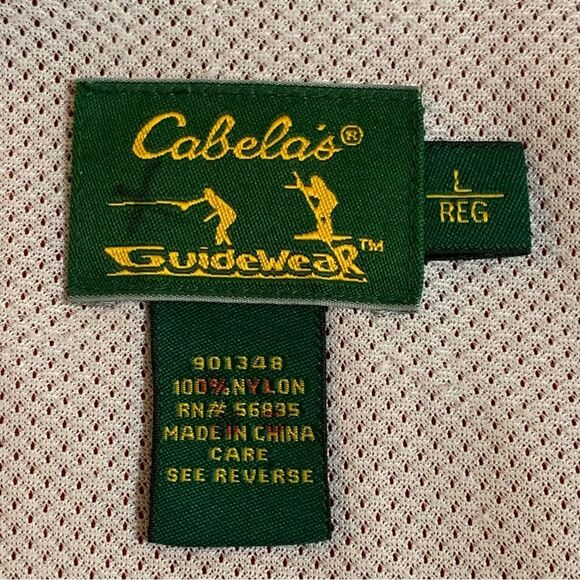 Cabela's®
GuideWear™
L
REG
901348
100% NYLON
RN# 56835
MADE IN CHINA
CARE
SEE REVERSE